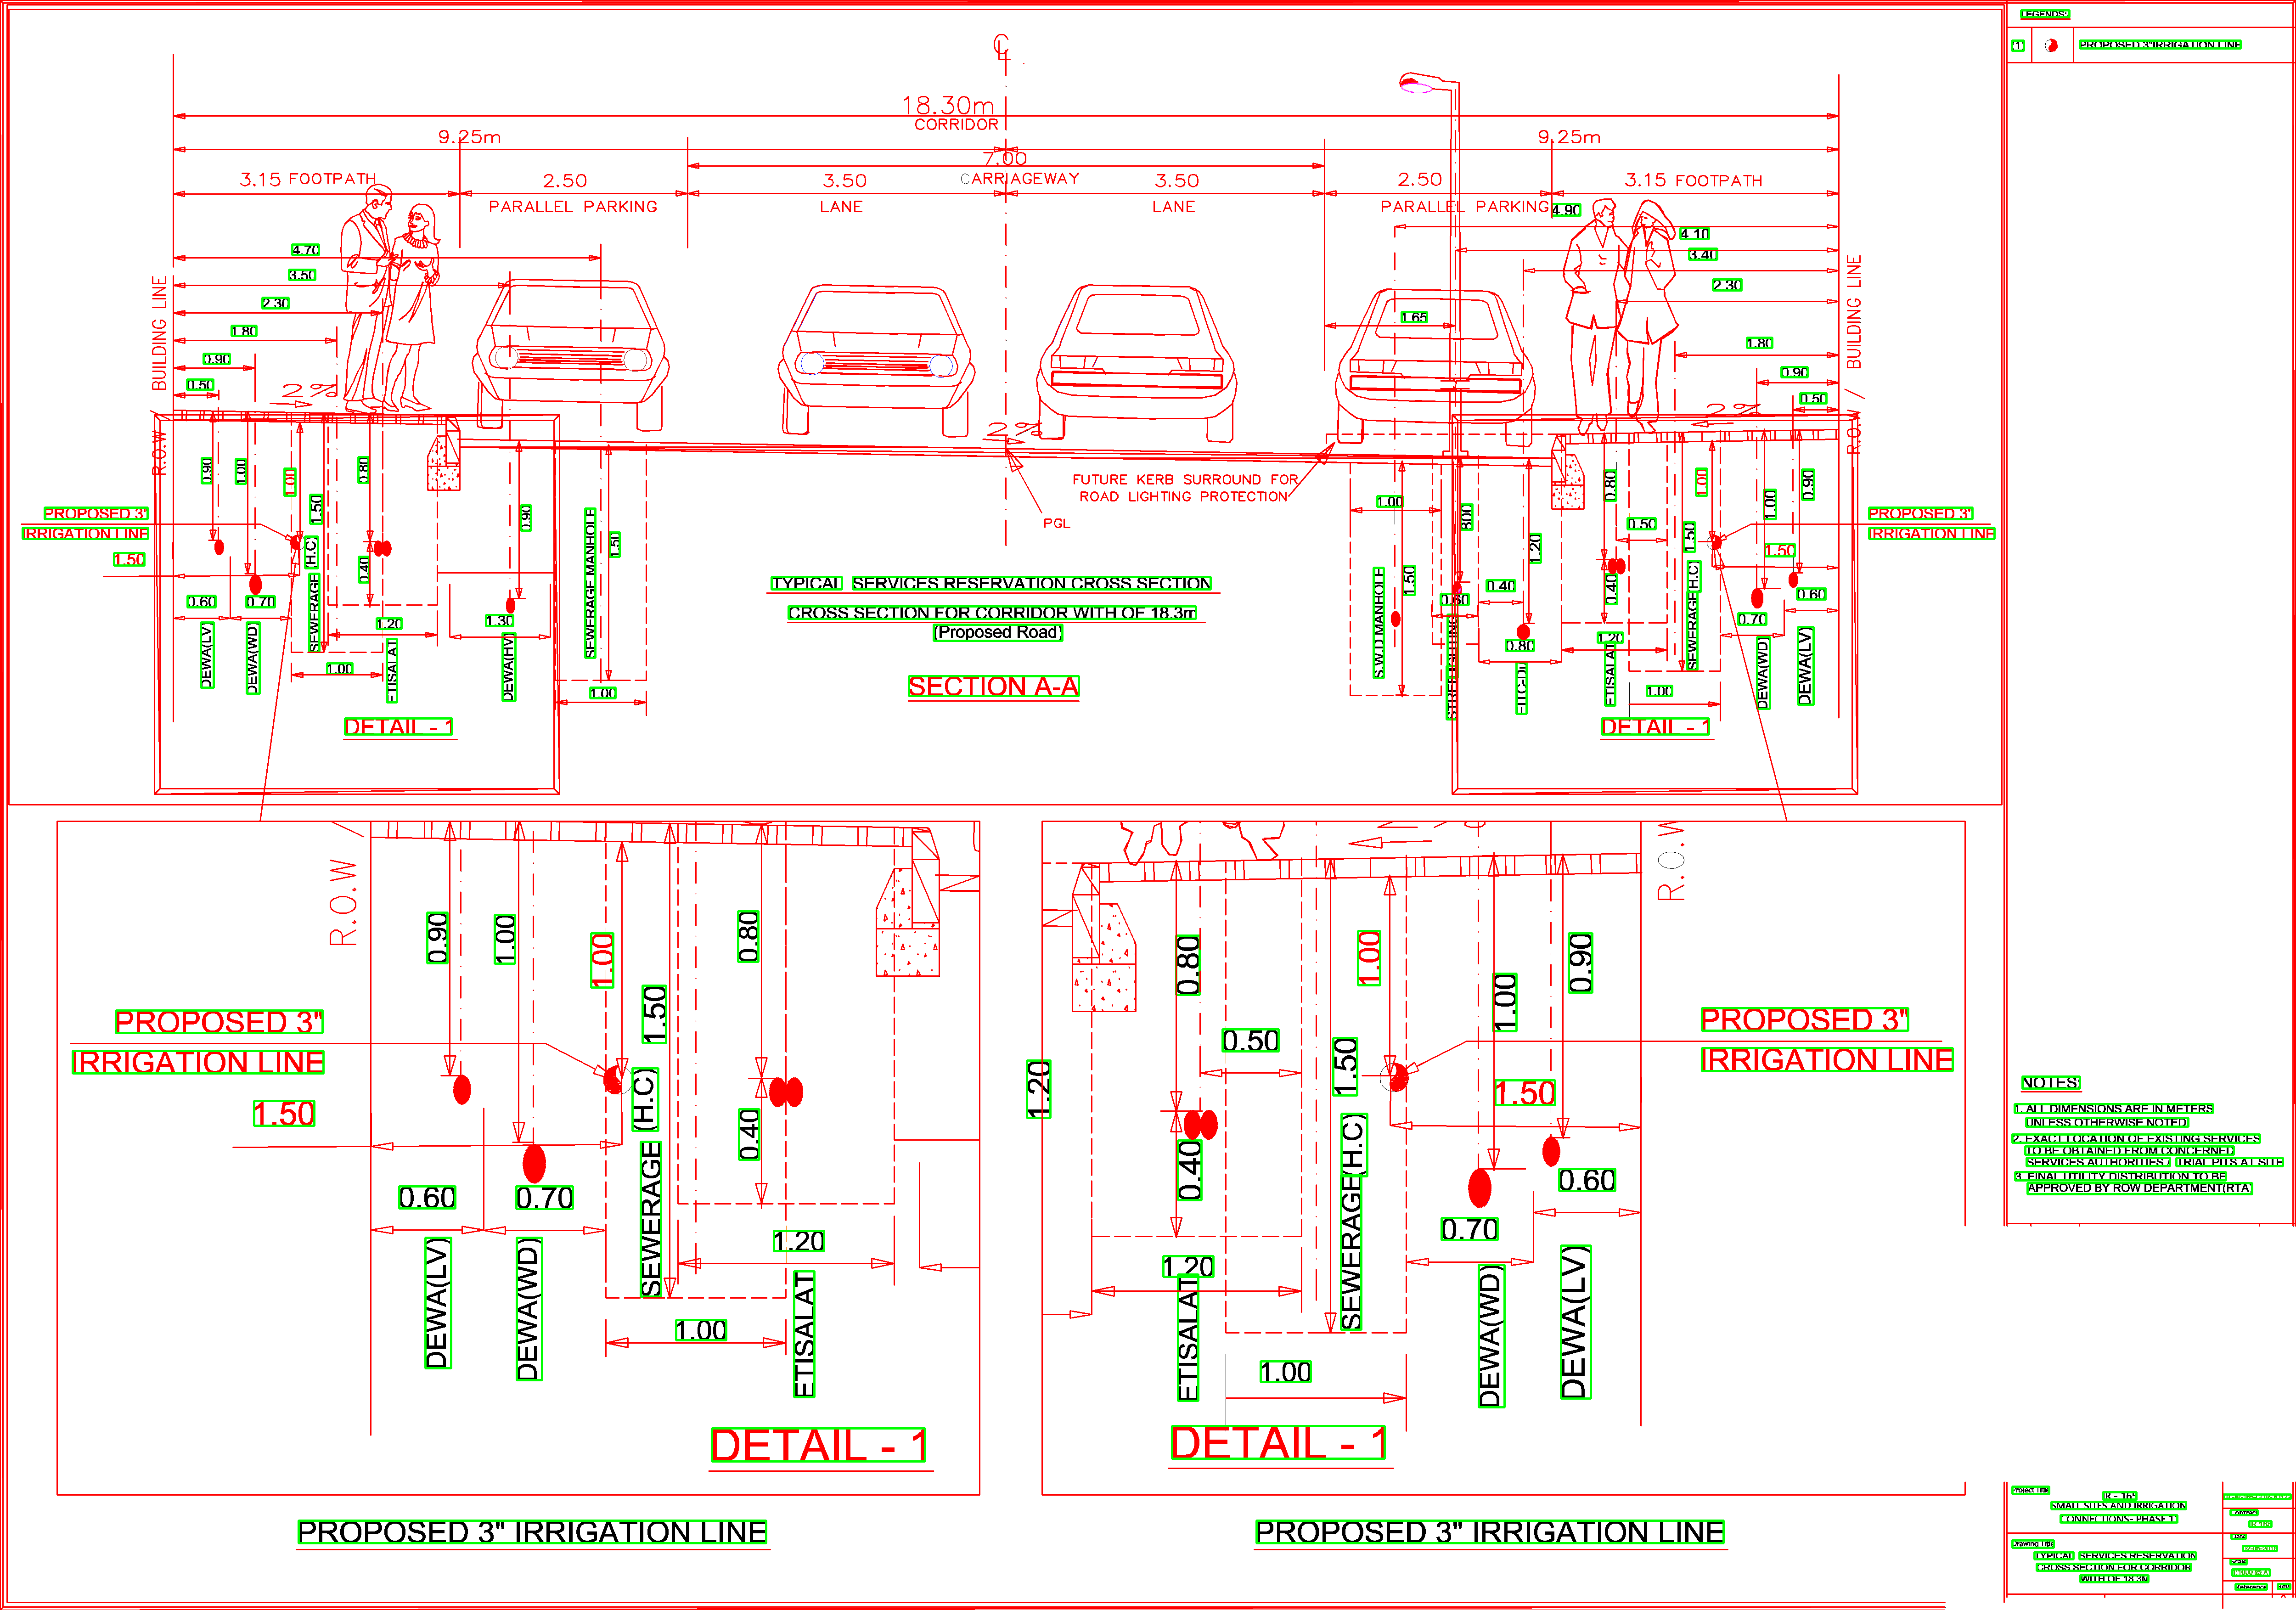 LEGENDS:
(1) PROPOSED 3"IRRIGATION LINE
18.30m
CORRIDOR
9.25m
9.25m
7.00
CARRIAGEWAY
3.15 FOOTPATH
2.50
3.50
3.50
2.50
3.15 FOOTPATH
PARALLEL PARKING
LANE
LANE
PARALLEL PARKING
4.70
3.50
2.30
1.80
0.90
0.50
2%
BUILDING LINE
R.O.W
4.90
4.10
3.40
2.30
1.65
1.80
0.90
0.50
2%
2%
R.O.W / BUILDING LINE
FUTURE KERB SURROUND FOR
ROAD LIGHTING PROTECTION
PGL
PROPOSED 3"
IRRIGATION LINE
1.50
0.90
1.00
1.00
1.50
0.80
0.40
0.90
1.50
0.60
0.70
1.20
1.30
1.00
1.00
DEWA(LV)
DEWA(WD)
SEWERAGE (H.C)
ETISALAT
DEWA(HV)
SEWERAGE MANHOLE
DETAIL - 1
TYPICAL SERVICES RESERVATION CROSS SECTION
CROSS SECTION FOR CORRIDOR WITH OF 18.3m
(Proposed Road)
SECTION A-A
1.00
1.50
800
1.20
0.60
0.40
0.80
0.80
0.50
0.40
1.20
1.50
1.00
1.00
1.00
0.90
1.50
0.60
0.70
S.W.D MANHOLE
STREET LIGHTING
EITC-DU
ETISALAT
SEWERAGE(H.C)
DEWA(WD)
DEWA(LV)
PROPOSED 3"
IRRIGATION LINE
DETAIL - 1
R.O.W
0.90
1.00
1.00
1.50
0.80
0.40
PROPOSED 3"
IRRIGATION LINE
1.50
0.60
0.70
1.20
1.00
DEWA(LV)
DEWA(WD)
SEWERAGE (H.C)
ETISALAT
DETAIL - 1
PROPOSED 3" IRRIGATION LINE
R.O.W
1.20
0.80
0.50
0.40
1.50
1.00
1.00
0.90
PROPOSED 3"
IRRIGATION LINE
1.50
0.60
0.70
1.20
1.00
ETISALAT
SEWERAGE(H.C)
DEWA(WD)
DEWA(LV)
DETAIL - 1
PROPOSED 3" IRRIGATION LINE
NOTES:
1. ALL DIMENSIONS ARE IN METERS
UNLESS OTHERWISE NOTED
2. EXACT LOCATION OF EXISTING SERVICES
TO BE OBTAINED FROM CONCERNED
SERVICES AUTHORITIES / TRIAL PITS AT SITE
3. FINAL UTILITY DISTRIBUTION TO BE
APPROVED BY ROW DEPARTMENT(RTA)
Project Title
R - 165
SMALL SITES AND IRRIGATION
CONNECTIONS- PHASE 1
Drawing Title
TYPICAL SERVICES RESERVATION
CROSS SECTION FOR CORRIDOR
WITH OF 18.3M
Contract
Date
Scale
Reference